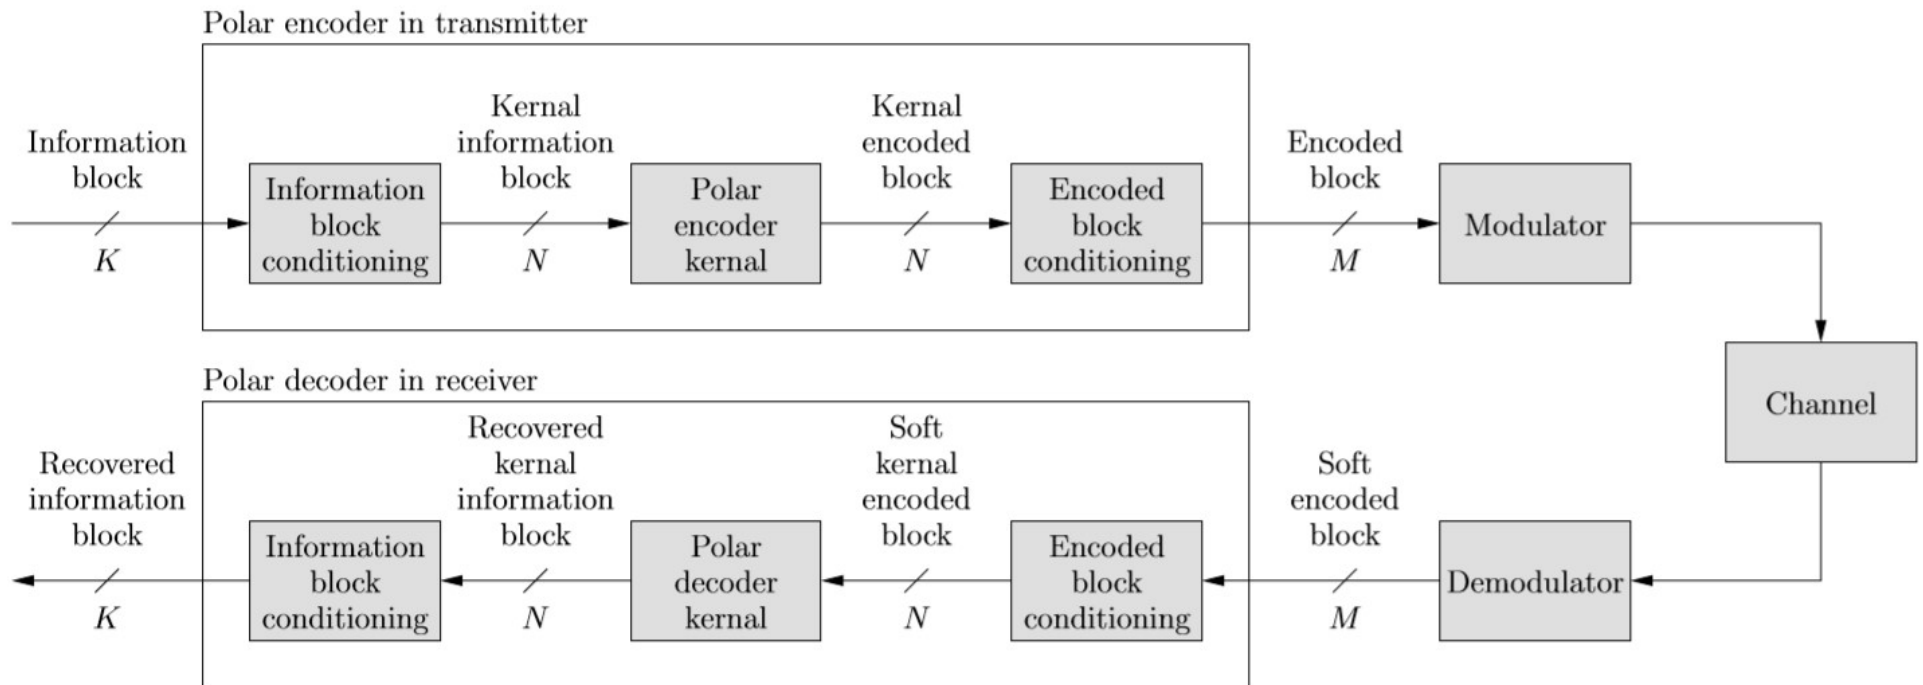 Polar encoder in transmitter
Information
block
K
Information
block
conditioning
Kernal
information
block
N
Polar
encoder
kernal
Kernal
encoded
block
N
Encoded
block
conditioning
Encoded
block
M
Modulator
Channel
Polar decoder in receiver
Recovered
information
block
K
Information
block
conditioning
Recovered
kernal
information
block
N
Polar
decoder
kernal
Soft
kernal
encoded
block
N
Encoded
block
conditioning
Soft
encoded
block
M
Demodulator